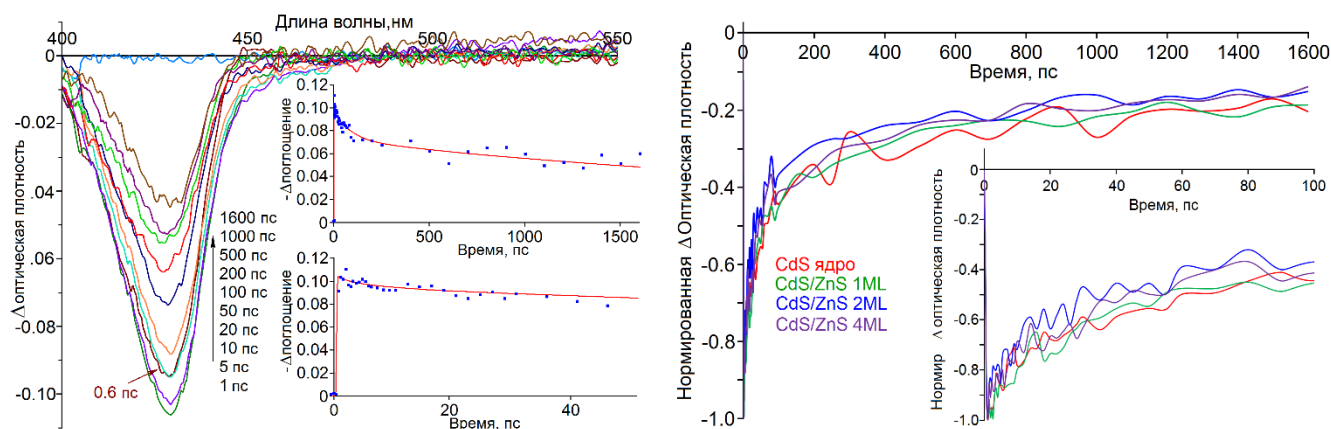 Длина волны,нм
400
450
500
550
Δоптическая плотность
0
-0.02
-0.04
-0.06
-0.08
-0.10
0.6 пс
1600 пс
1000 пс
500 пс
200 пс
100 пс
50 пс
20 пс
10 пс
5 пс
1 пс
-Δпоглощение
0.12
0.10
0.08
0.06
0.04
0.02
0
0
500
1000
1500
Время, пс
-Δпоглощение
0.12
0.10
0.08
0.06
0.04
0.02
0
0
20
40
Время, пс
Нормированная Δ Оптическая плотность
0
-0.2
-0.4
-0.6
-0.8
-1.0
0
200
400
600
800
1000
1200
1400
1600
Время, пс
CdS ядро
CdS/ZnS 1ML
CdS/ZnS 2ML
CdS/ZnS 4ML
Нормир Δ оптическая плотность
0
-0.2
-0.4
-0.6
-0.8
-1.0
0
20
40
60
80
100
Время, пс